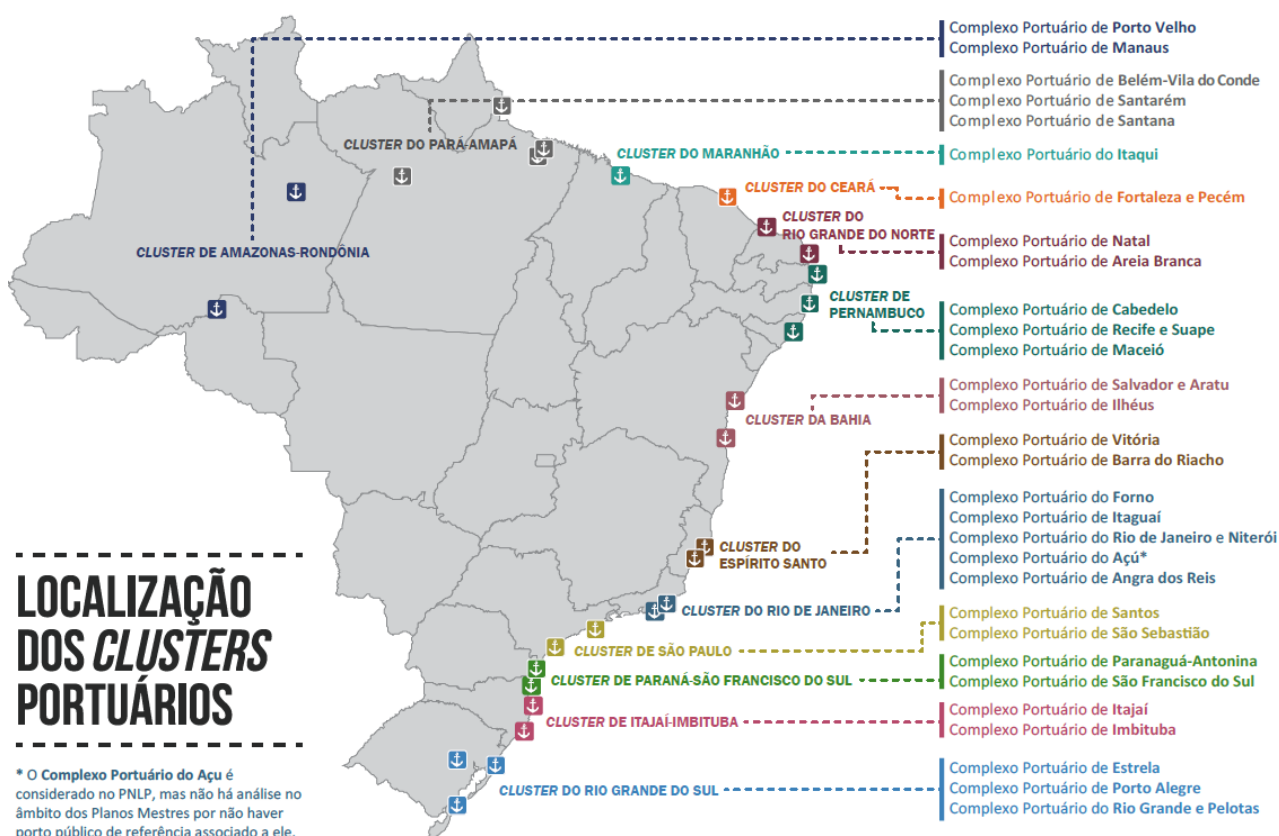 Complexo Portuário de Porto Velho
Complexo Portuário de Manaus
Complexo Portuário de Belém-Vila do Conde
Complexo Portuário de Santarém
Complexo Portuário de Santana
CLUSTER DO PARÁ-AMAPÁ
CLUSTER DO MARANHÃO
Complexo Portuário do Itaqui
CLUSTER DO CEARÁ
Complexo Portuário de Fortaleza e Pecém
CLUSTER DO
RIO GRANDE DO NORTE
Complexo Portuário de Natal
Complexo Portuário de Areia Branca
CLUSTER DE AMAZONAS-RONDÔNIA
CLUSTER DE
PERNAMBUCO
Complexo Portuário de Cabedelo
Complexo Portuário de Recife e Suape
Complexo Portuário de Maceió
CLUSTER DA BAHIA
Complexo Portuário de Salvador e Aratu
Complexo Portuário de Ilhéus
Complexo Portuário de Vitória
Complexo Portuário de Barra do Riacho
CLUSTER DO
ESPÍRITO SANTO
Complexo Portuário do Forno
Complexo Portuário de Itaguaí
Complexo Portuário do Rio de Janeiro e Niterói
Complexo Portuário do Açú*
Complexo Portuário de Angra dos Reis
CLUSTER DO RIO DE JANEIRO
Complexo Portuário de Santos
Complexo Portuário de São Sebastião
CLUSTER DE SÃO PAULO
Complexo Portuário de Paranaguá-Antonina
Complexo Portuário de São Francisco do Sul
CLUSTER DE PARANÁ-SÃO FRANCISCO DO SUL
Complexo Portuário de Itajaí
Complexo Portuário de Imbituba
CLUSTER DE ITAJAÍ-IMBITUBA
Complexo Portuário de Estrela
Complexo Portuário de Porto Alegre
Complexo Portuário do Rio Grande e Pelotas
CLUSTER DO RIO GRANDE DO SUL
LOCALIZAÇÃO
DOS CLUSTERS
PORTUÁRIOS
* O Complexo Portuário do Açu é
considerado no PNLP, mas não há análise no
âmbito dos Planos Mestres por não haver
porto público de referência associado a ele.